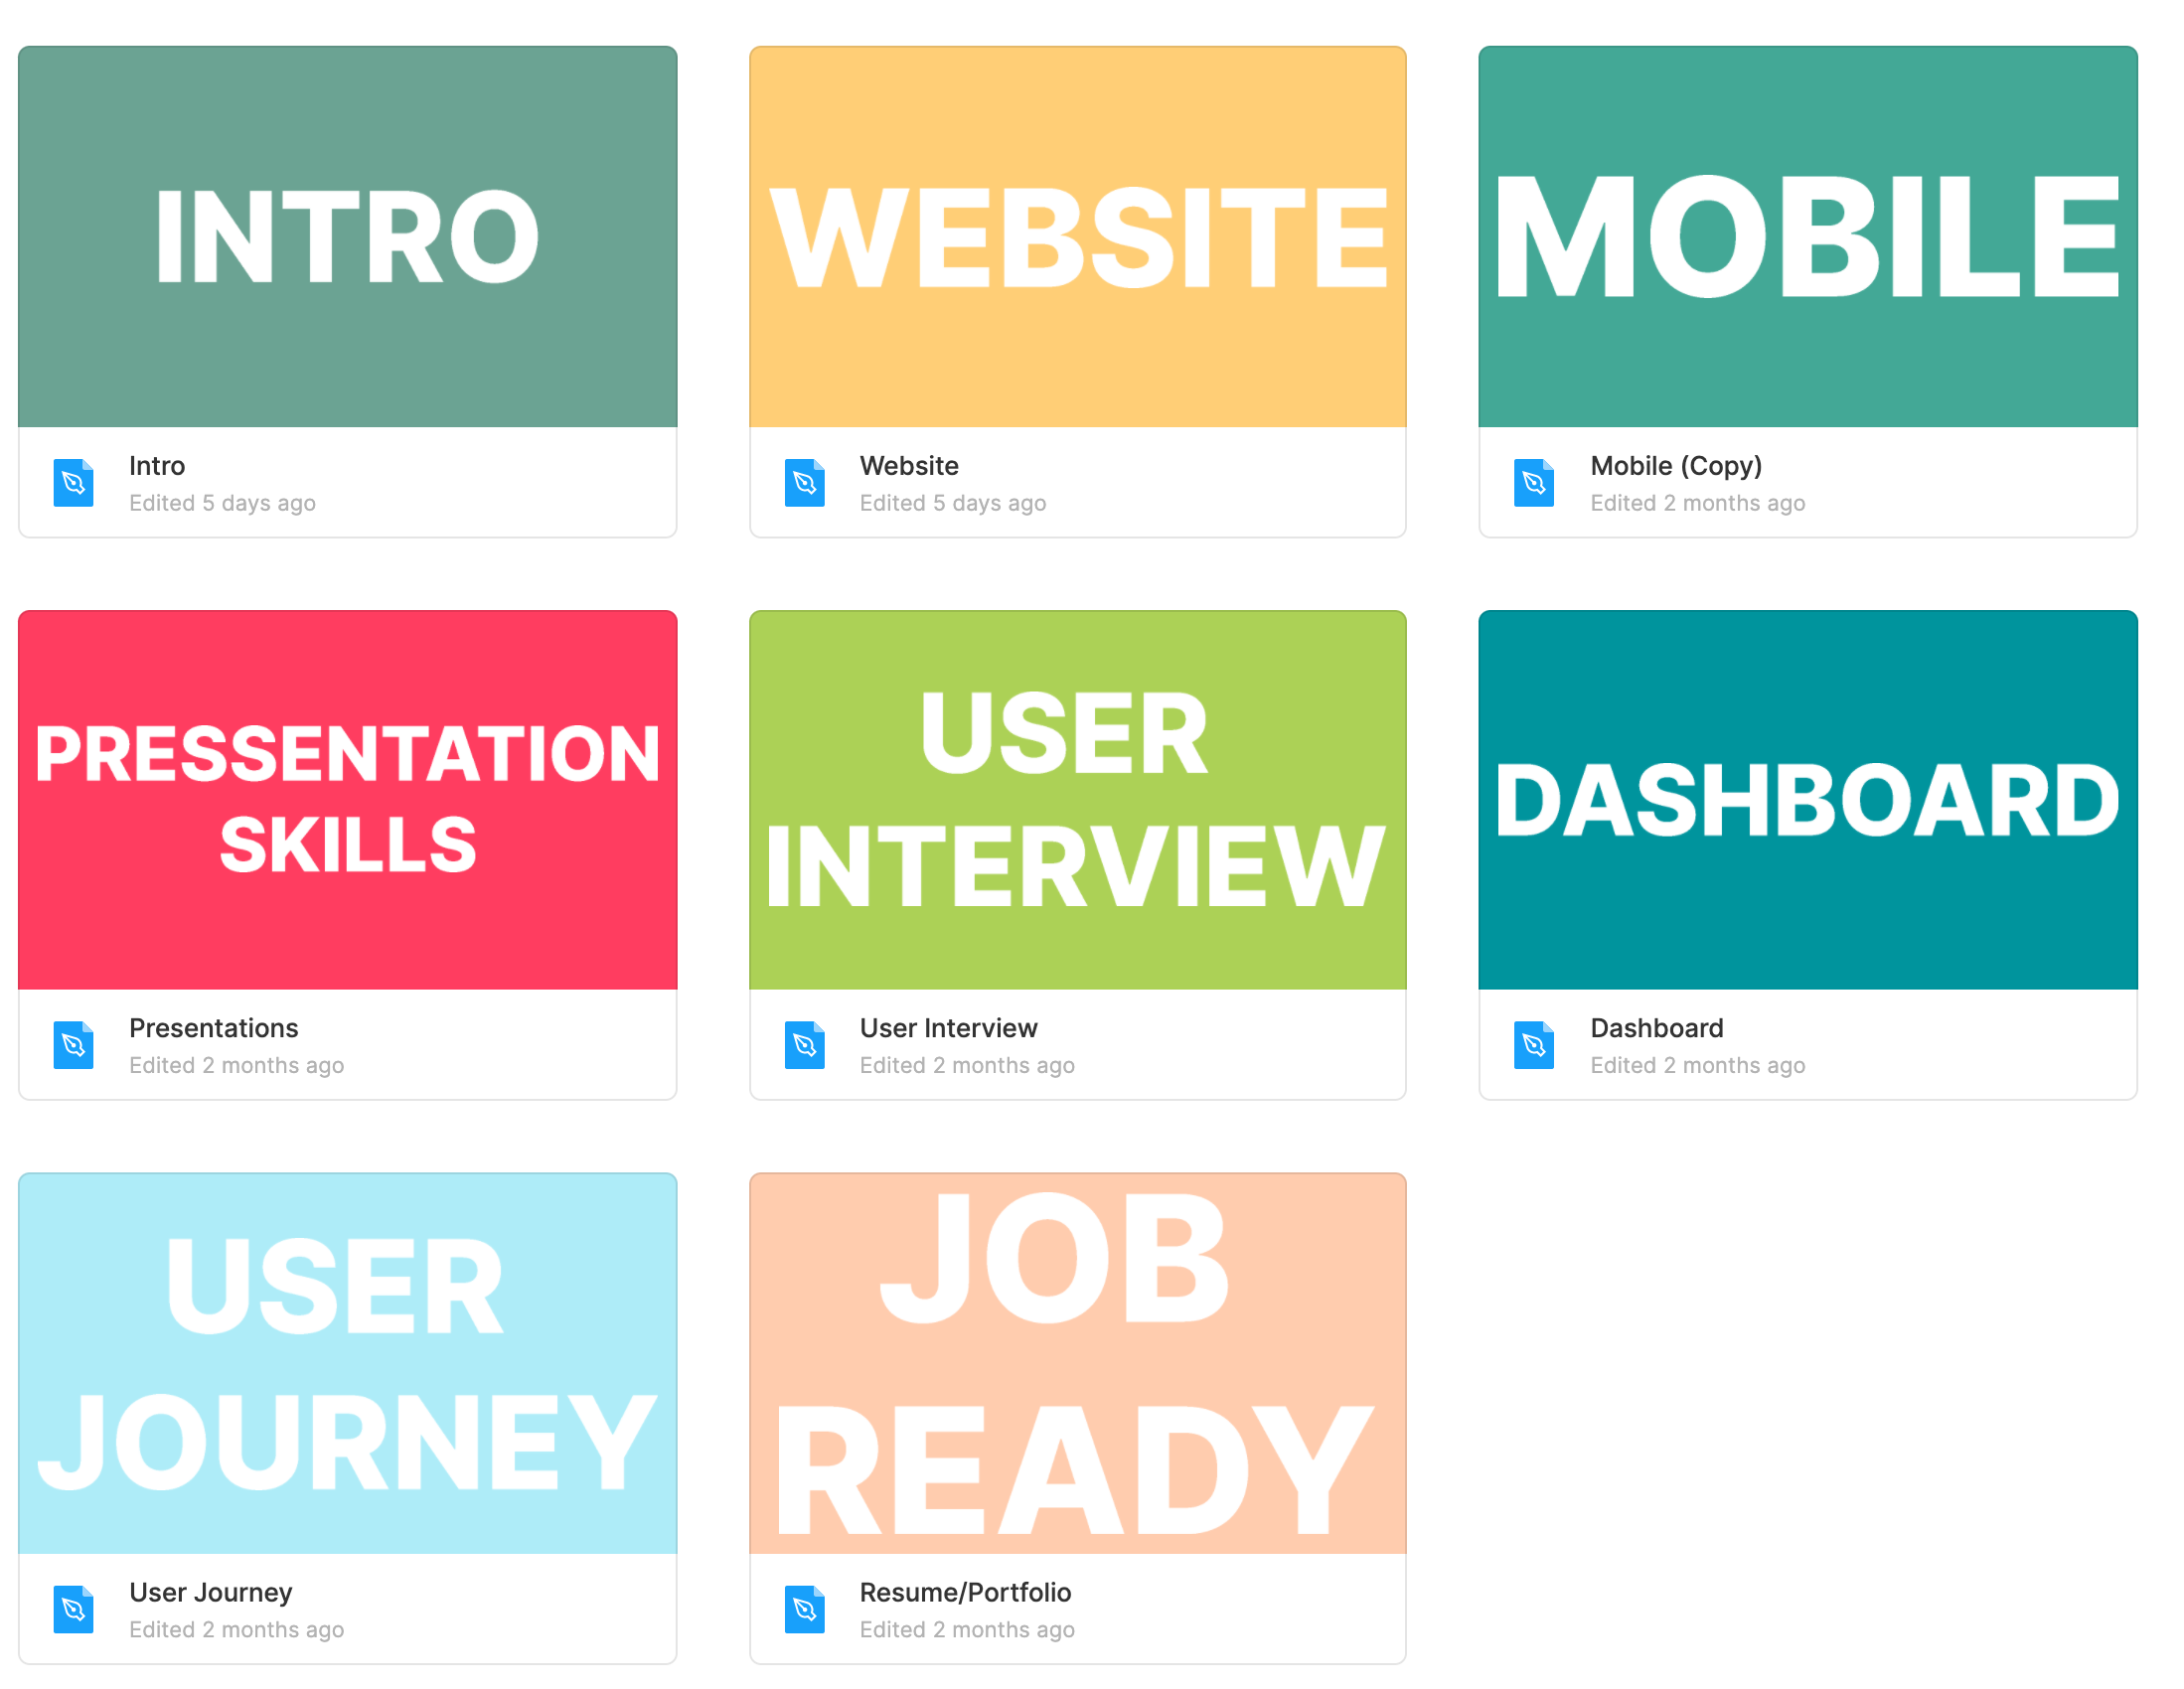 INTRO
Intro
Edited 5 days ago
WEBSITE
Website
Edited 5 days ago
MOBILE
Mobile (Copy)
Edited 2 months ago
PRESSENTATION
SKILLS
Presentations
Edited 2 months ago
USER
INTERVIEW
User Interview
Edited 2 months ago
DASHBOARD
Dashboard
Edited 2 months ago
USER
JOURNEY
User Journey
Edited 2 months ago
JOB
READY
Resume/Portfolio
Edited 2 months ago